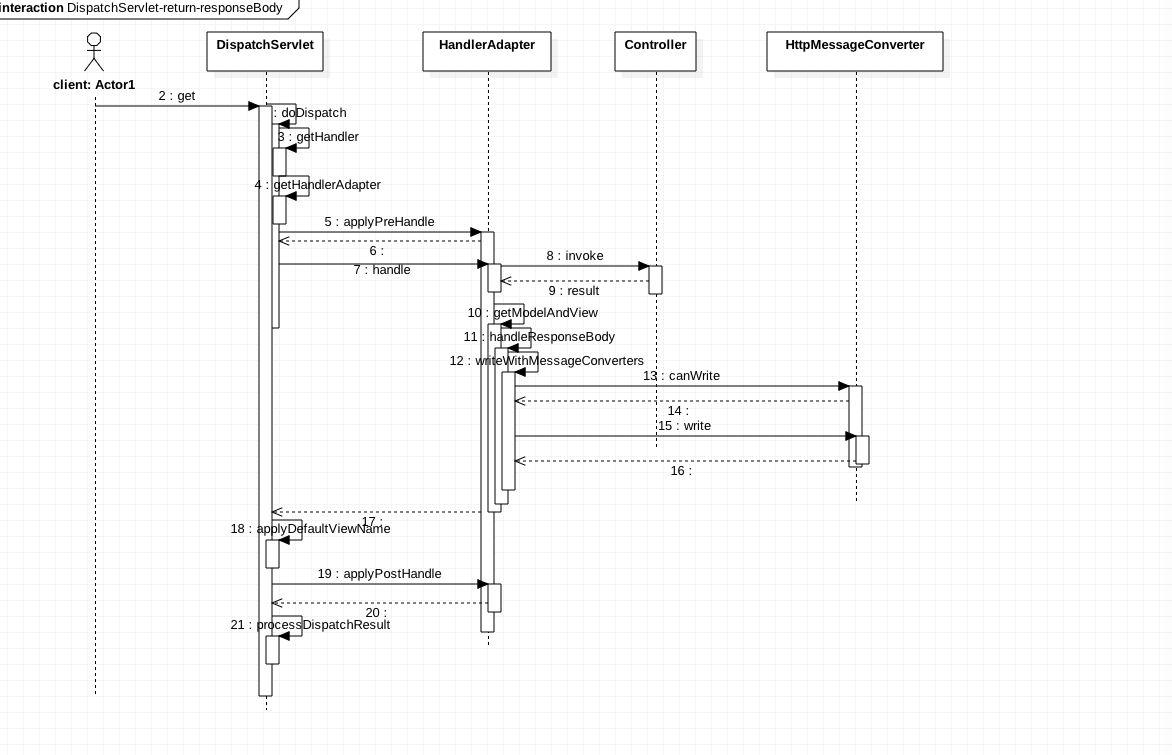 interaction DispatchServlet-return-responseBody
DispatchServlet
HandlerAdapter
Controller
HttpMessageConverter
client: Actor1
2 : get
: doDispatch
3 : getHandler
4 : getHandlerAdapter
5 : applyPreHandle
6 :
7 : handle
8 : invoke
9 : result
10 : getModelAndView
11 : handleResponseBody
12 : writeWithMessageConverters
13 : canWrite
14 :
15 : write
16 :
17 :
18 : applyDefaultViewName
19 : applyPostHandle
20 :
21 : processDispatchResult